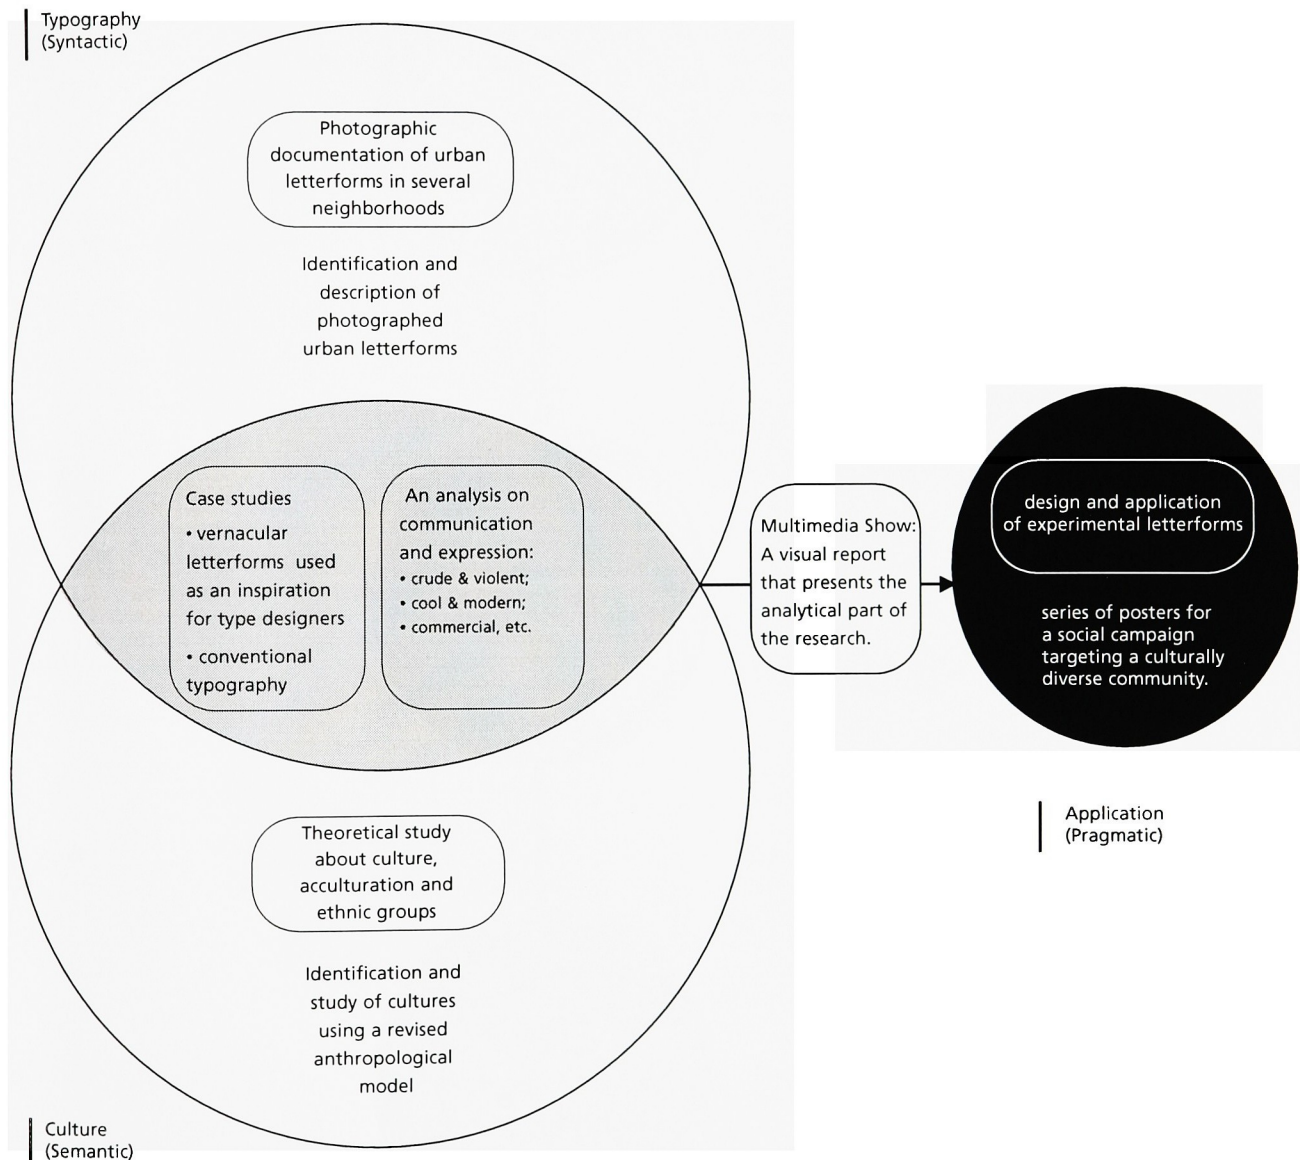 Typography
(Syntactic)
Photographic
documentation of urban
letterforms in several
neighborhoods
Identification and
description of
photographed
urban letterforms
Case studies
• vernacular
letterforms used
as an inspiration
for type designers
• conventional
typography
An analysis on
communication
and expression:
• crude & violent;
• cool & modern;
• commercial, etc.
Multimedia Show:
A visual report
that presents the
analytical part of
the research.
design and application
of experimental letterforms
series of posters for
a social campaign
targeting a culturally
diverse community.
Application
(Pragmatic)
Theoretical study
about culture,
acculturation and
ethnic groups
Identification and
study of cultures
using a revised
anthropological
model
Culture
(Semantic)